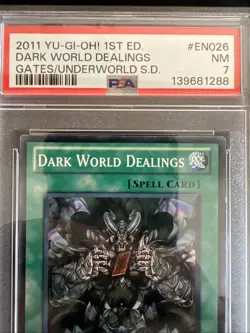 2011 YU-GI-OH! 1ST ED. #EN026
DARK WORLD DEALINGS NM
GATES/UNDERWORLD S.D. 7
PSA 139681288
DARK WORLD DEALINGS
[SPELL CARD]